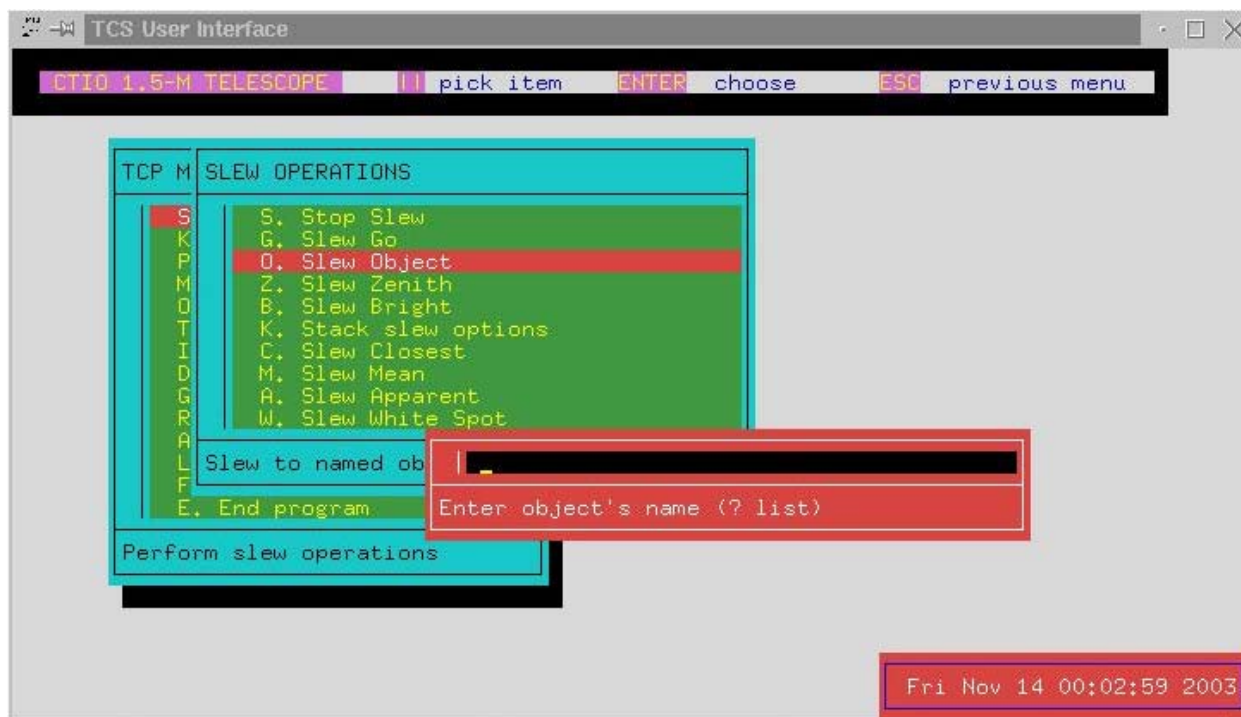 TCS User Interface
CTIO 1.5-M TELESCOPE || pick item ENTER choose ESC previous menu
TCP M
S
K
P
M
O
T
I
D
G
R
A
L
F
E. End program
Perform slew operations
SLEW OPERATIONS
S. Stop Slew
G. Slew Go
O. Slew Object
Z. Slew Zenith
B. Slew Bright
K. Stack slew options
C. Slew Closest
M. Slew Mean
A. Slew Apparent
W. Slew White Spot
Slew to named ob
Enter object's name (? list)
Fri Nov 14 00:02:59 2003